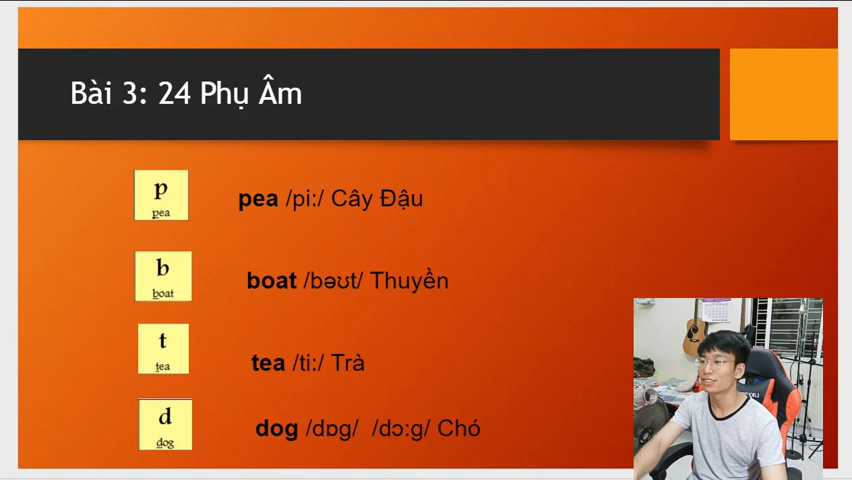 Bài 3: 24 Phụ Âm
p
pea
pea /pi:/ Cây Đậu
b
boat
boat /bəʊt/ Thuyền
t
tea
tea /ti:/ Trà
d
dog
dog /dɒg/ /dɔ:g/ Chó